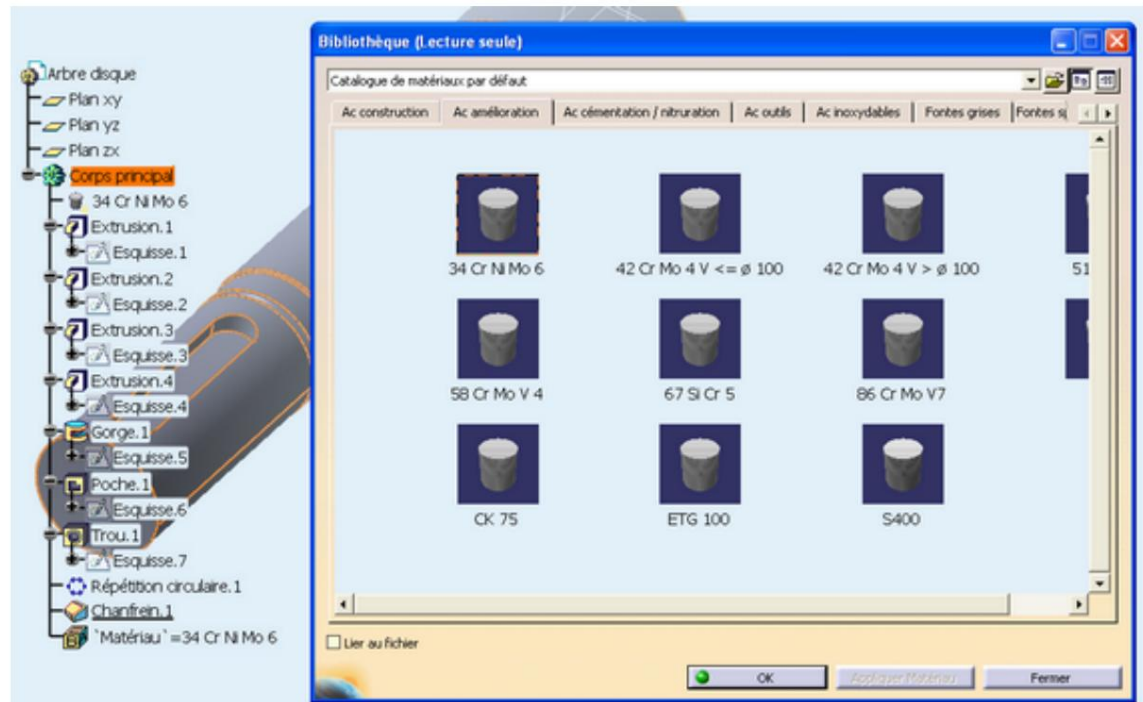 Arbre disque
Plan xy
Plan yz
Plan zx
Corps principal
34 Cr Ni Mo 6
Extrusion.1
Esquisse.1
Extrusion.2
Esquisse.2
Extrusion.3
Esquisse.3
Extrusion.4
Esquisse.4
Gorge.1
Esquisse.5
Poche.1
Esquisse.6
Trou.1
Esquisse.7
Répétition circulaire.1
Chanfrein.1
`Matériau`=34 Cr Ni Mo 6
Bibliothèque (Lecture seule)
Catalogue de matériaux par défaut
Ac construction Ac amélioration Ac cémentation / nitruration Ac outils Ac inoxydables Fontes grises Fontes
34 Cr Ni Mo 6 42 Cr Mo 4 V <= ø 100 42 Cr Mo 4 V > ø 100 51
58 Cr Mo V 4 67 Si Cr 5 86 Cr Mo V7
CK 75 ETG 100 S400
Lier au fichier
OK Appliquer Matériau Fermer